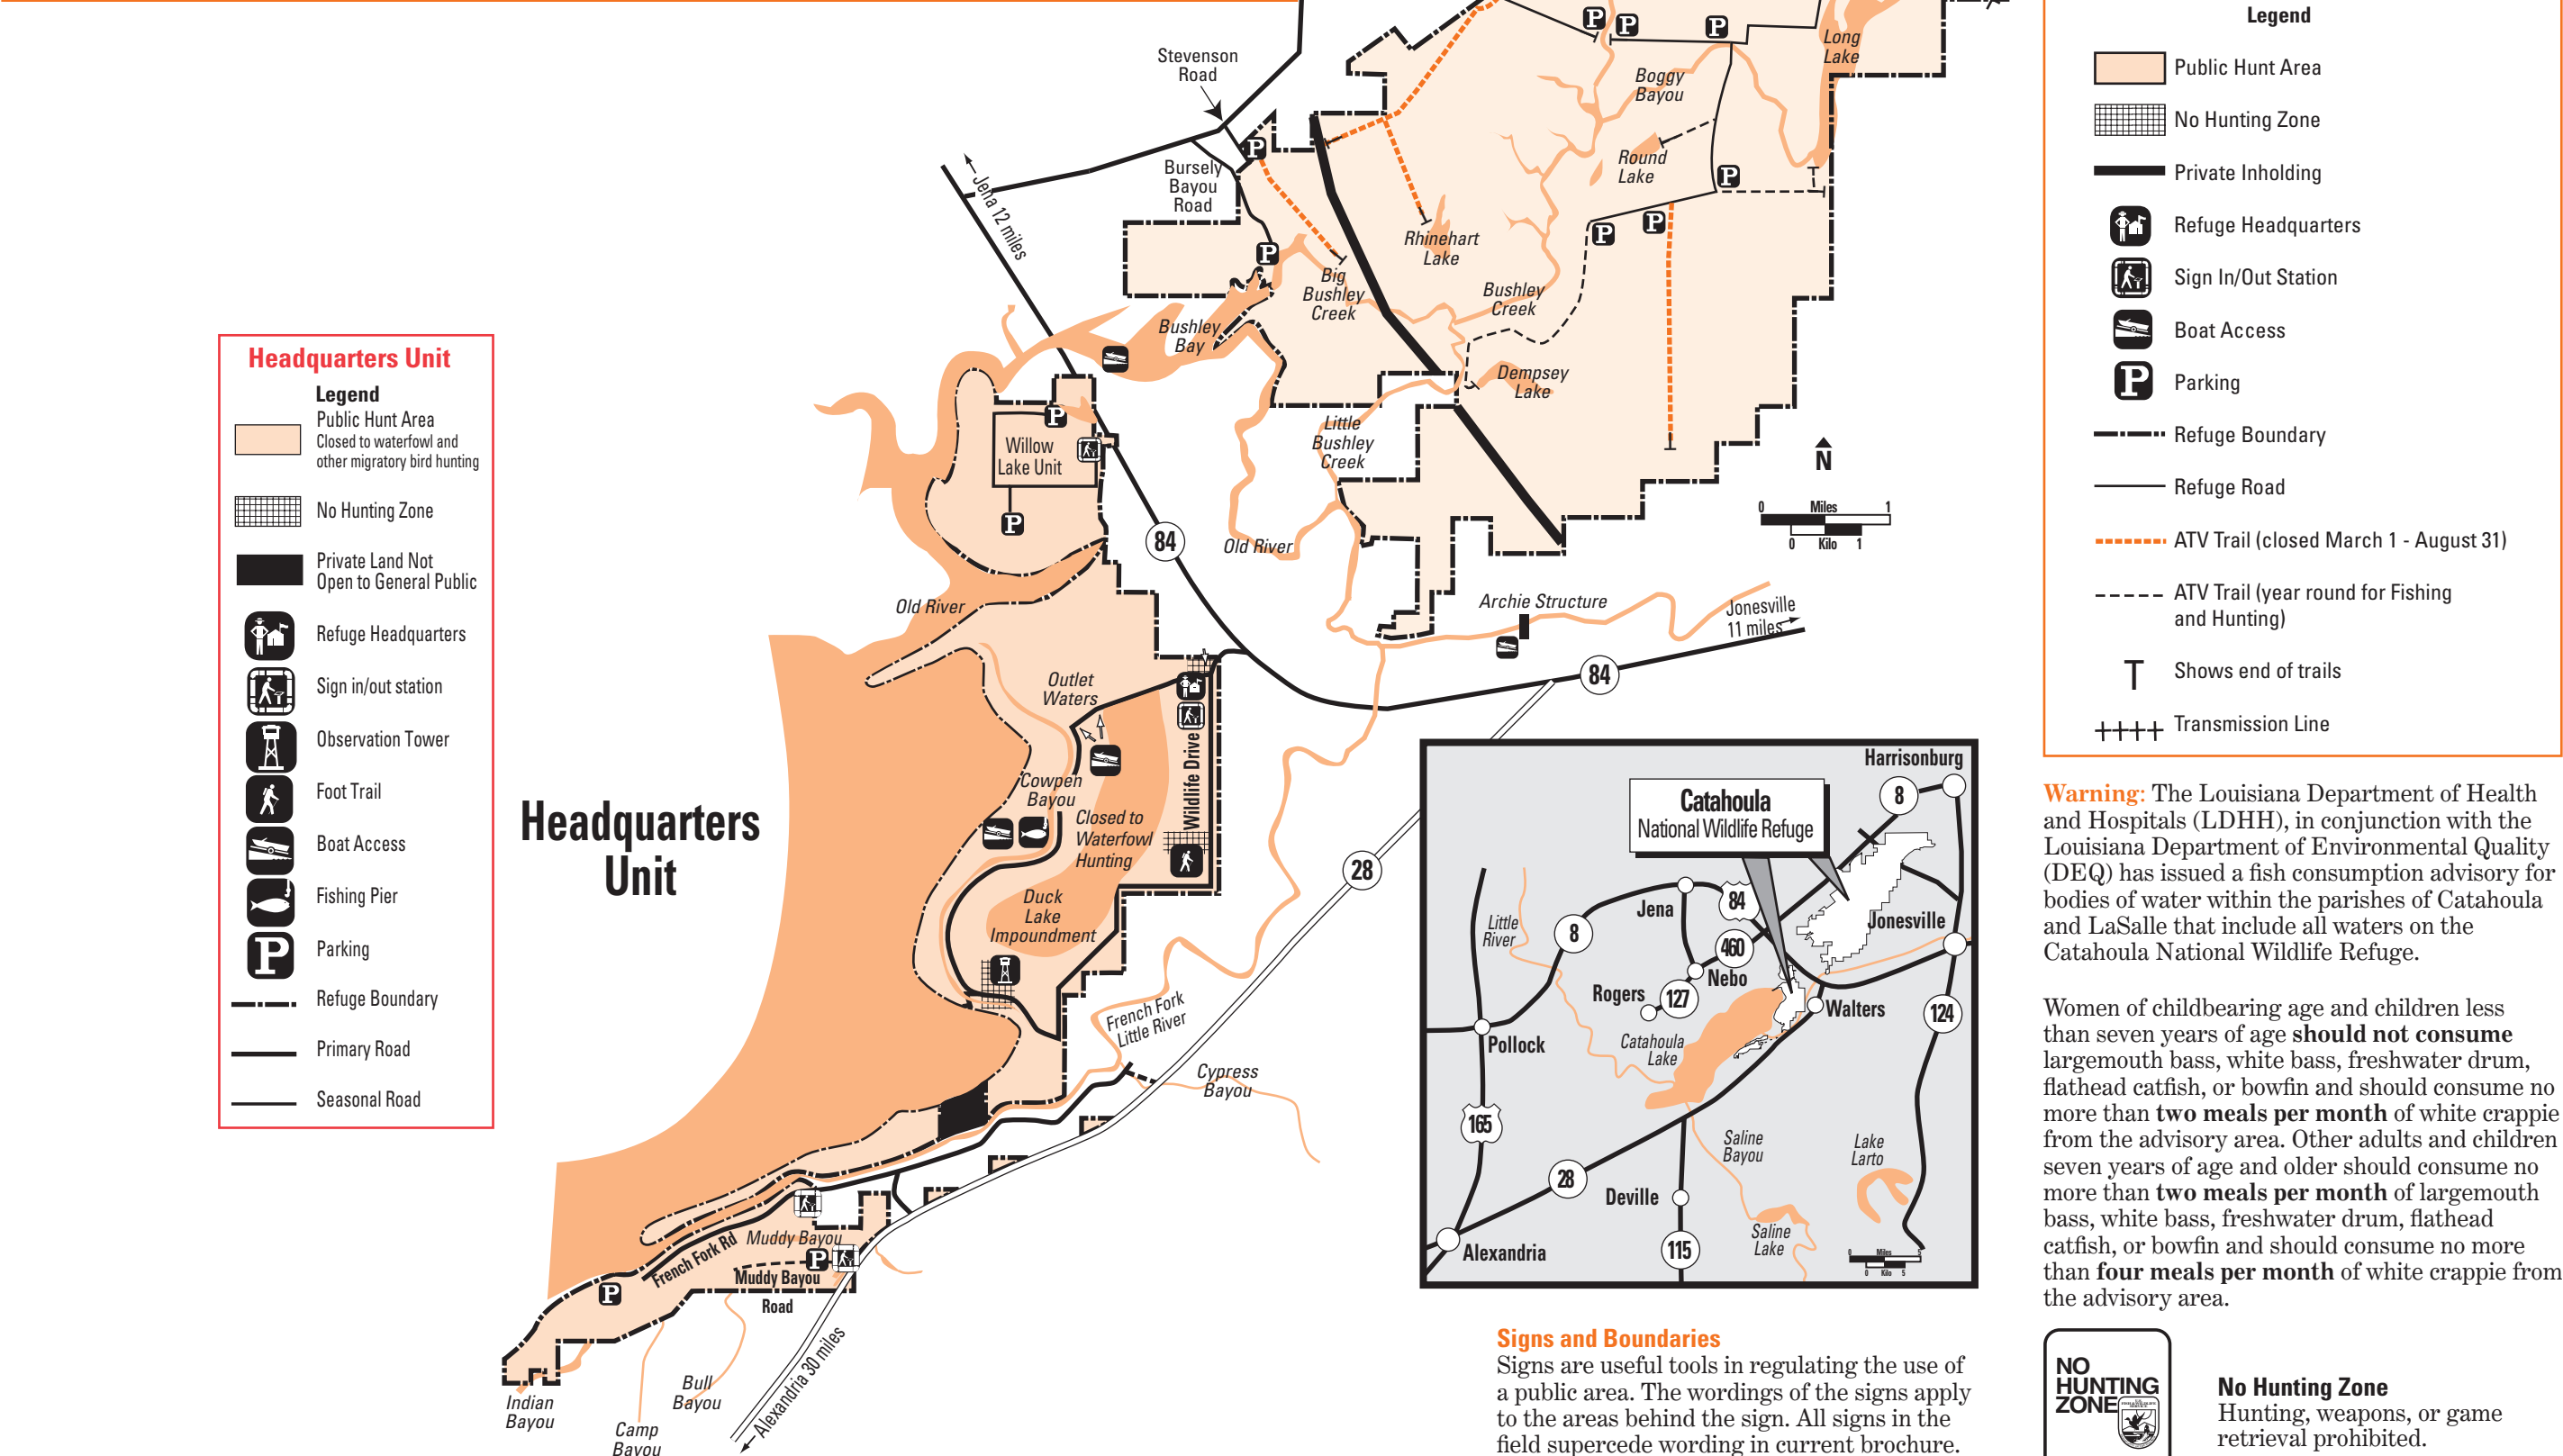 Headquarters Unit
Legend
Public Hunt Area
Closed to waterfowl and
other migratory bird hunting
No Hunting Zone
Private Land Not
Open to General Public
Refuge Headquarters
Sign in/out station
Observation Tower
Foot Trail
Boat Access
Fishing Pier
P
Parking
Refuge Boundary
Primary Road
Seasonal Road
Headquarters
Unit
Stevenson
Road
Bursely
Bayou
Road
Jena 12 miles
P
P
P
P
P
P
P
P
P
Long
Lake
Boggy
Bayou
Round
Lake
Rhinehart
Lake
Big
Bushley
Creek
Bushley
Creek
Bushley
Bay
Dempsey
Lake
Little
Bushley
Creek
P
Willow
Lake Unit
P
84
Old River
Old River
N
0 Miles 1
0 Kilo 1
Archie Structure
Jonesville
11 miles
84
Outlet
Waters
Wildlife Drive
Cowpen
Bayou
Closed to
Waterfowl
Hunting
Duck
Lake
Impoundment
28
French Fork
Little River
Cypress
Bayou
French Fork Rd
Muddy Bayou
P
Muddy Bayou
Road
P
Alexandria 30 miles
Indian
Bayou
Camp
Bayou
Bull
Bayou
Harrisonburg
Catahoula
National Wildlife Refuge
8
Jena
84
Jonesville
Little
River
8
460
Nebo
Rogers
127
Walters
124
Catahoula
Lake
Pollock
165
Saline
Bayou
Lake
Larto
28
Deville
Saline
Lake
115
Alexandria
0 Miles 5
0 Kilo 5
Legend
Public Hunt Area
No Hunting Zone
Private Inholding
Refuge Headquarters
Sign In/Out Station
Boat Access
P
Parking
Refuge Boundary
Refuge Road
ATV Trail (closed March 1 - August 31)
ATV Trail (year round for Fishing
and Hunting)
T
Shows end of trails
Transmission Line
Warning: The Louisiana Department of Health
and Hospitals (LDHH), in conjunction with the
Louisiana Department of Environmental Quality
(DEQ) has issued a fish consumption advisory for
bodies of water within the parishes of Catahoula
and LaSalle that include all waters on the
Catahoula National Wildlife Refuge.
Women of childbearing age and children less
than seven years of age should not consume
largemouth bass, white bass, freshwater drum,
flathead catfish, or bowfin and should consume no
more than two meals per month of white crappie
from the advisory area. Other adults and children
seven years of age and older should consume no
more than two meals per month of largemouth
bass, white bass, freshwater drum, flathead
catfish, or bowfin and should consume no more
than four meals per month of white crappie from
the advisory area.
Signs and Boundaries
Signs are useful tools in regulating the use of
a public area. The wordings of the signs apply
to the areas behind the sign. All signs in the
field supercede wording in current brochure.
NO
HUNTING
ZONE
No Hunting Zone
Hunting, weapons, or game
retrieval prohibited.